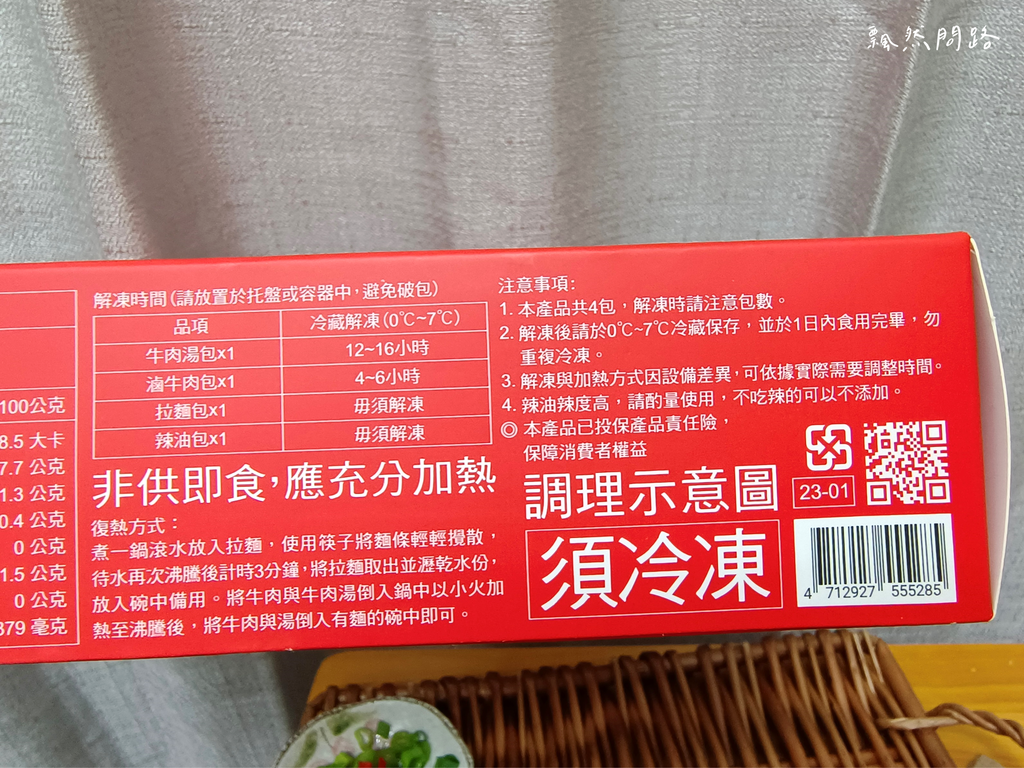 飄然問路
100公克
8.5 大卡
7.7 公克
1.3 公克
0.4 公克
0 公克
1.5 公克
0 公克
379 毫克
解凍時間(請放置於托盤或容器中,避免破包)
品項 冷藏解凍(0℃~7℃)
牛肉湯包x1 12~16小時
滷牛肉包x1 4~6小時
拉麵包x1 毋須解凍
辣油包x1 毋須解凍
非供即食,應充分加熱
復熱方式:
煮一鍋滾水放入拉麵,使用筷子將麵條輕輕攪散,
待水再次沸騰後計時3分鐘,將拉麵取出並瀝乾水份,
放入碗中備用。將牛肉與牛肉湯倒入鍋中以小火加
熱至沸騰後,將牛肉與湯倒入有麵的碗中即可。
注意事項:
1. 本產品共4包,解凍時請注意包數。
2. 解凍後請於0℃~7℃冷藏保存,並於1日內食用完畢,勿
重複冷凍。
3. 解凍與加熱方式因設備差異,可依據實際需要調整時間。
4. 辣油辣度高,請酌量使用,不吃辣的可以不添加。
◎ 本產品已投保產品責任險,
保障消費者權益
調理示意圖
須冷凍
23-01
4 712927 555285